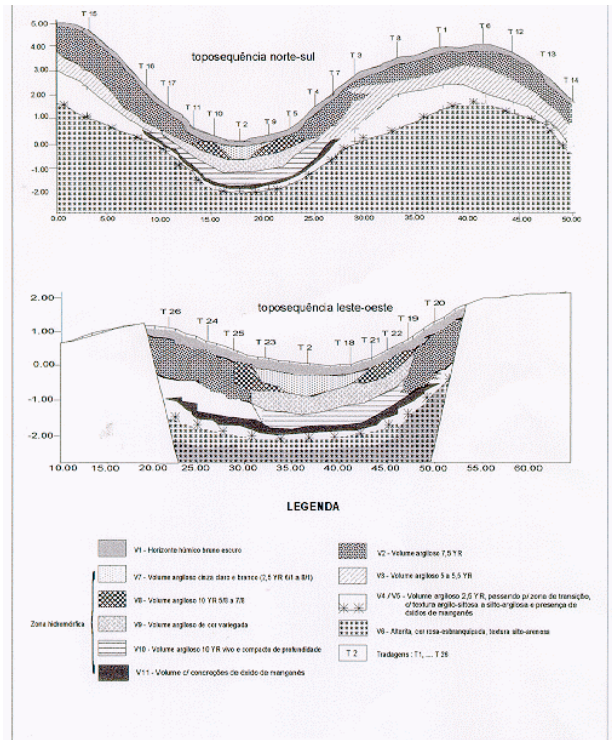 toposequência norte-sul
5.00
4.00
3.00
2.00
1.00
0.00
-1.00
-2.00
T 15
T 16
T 17
T 11
T 10
T 2
T 9
T 5
T 4
T 7
T 3
T 8
T 1
T 6
T 12
T 13
T 14
0.00 10.00 15.00 20.00 25.00 30.00 35.00 40.00 45.00 50.00
toposequência leste-oeste
2.00
1.00
0.00
-1.00
-2.00
T 26
T 24
T 25
T 23
T 2
T 18
T 21
T 22
T 19
T 20
10.00 15.00 20.00 25.00 30.00 35.00 40.00 45.00 50.00 55.00 60.00
LEGENDA
V1 - Horizonte húmico bruno escuro
V7 - Volume argiloso cinza claro e branco (2,5 YR 6/1 a 8/1)
V8 - Volume argiloso 10 YR 5/8 a 7/8
V9 - Volume argiloso de cor variegada
V10 - Volume argiloso 10 YR vivo e compacto de profundidade
V11 - Volume c/ concreções de óxido de manganês
Zona hidromórfica
V2 - Volume argiloso 7,5 YR
V3 - Volume argiloso 5 a 5,5 YR
V4 / V5 - Volume argiloso 2,5 YR, passendo p/ zona de transição,
c/ textura argilo-siltosa a silto-argilosa e presença de
óxidos de manganês
V6 - Alterita, cor rosa-esbranquiçada, textura silto-arenosa
T 2
Tradagens : T1, .... T 26